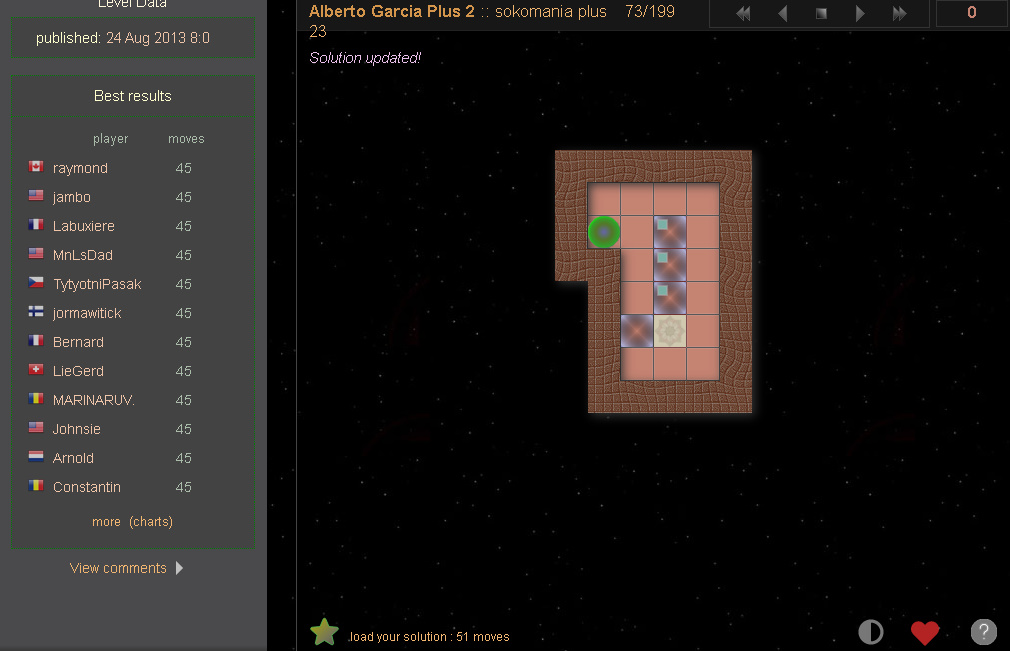 Level Data
published: 24 Aug 2013 8:0
Best results
player moves
raymond 45
jambo 45
Labuxiere 45
MnLsDad 45
TytyotniPasak 45
jormawitick 45
Bernard 45
LieGerd 45
MARINARUV. 45
Johnsie 45
Arnold 45
Constantin 45
more (charts)
View comments
Alberto Garcia Plus 2 :: sokomania plus 73/199
23
0
Solution updated!
load your solution : 51 moves
?